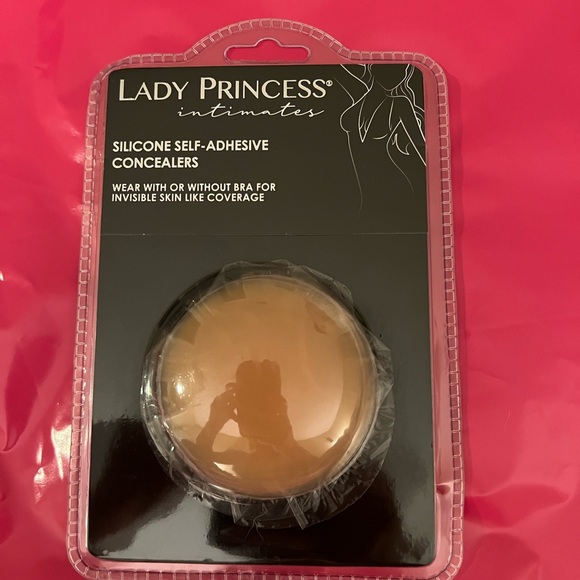 LADY PRINCESS®
intimates
SILICONE SELF-ADHESIVE
CONCEALERS
WEAR WITH OR WITHOUT BRA FOR
INVISIBLE SKIN LIKE COVERAGE